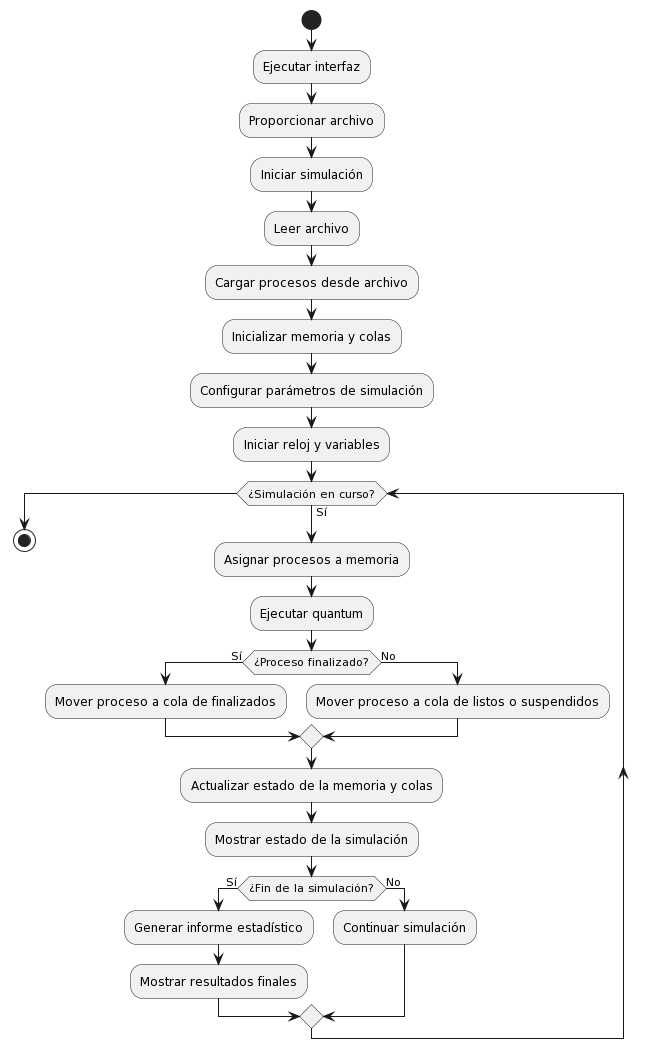 Ejecutar interfaz
Proporcionar archivo
Iniciar simulación
Leer archivo
Cargar procesos desde archivo
Inicializar memoria y colas
Configurar parámetros de simulación
Iniciar reloj y variables
¿Simulación en curso?
Sí
Asignar procesos a memoria
Ejecutar quantum
Sí
¿Proceso finalizado?
No
Mover proceso a cola de finalizados
Mover proceso a cola de listos o suspendidos
Actualizar estado de la memoria y colas
Mostrar estado de la simulación
Sí
¿Fin de la simulación?
No
Generar informe estadístico
Continuar simulación
Mostrar resultados finales